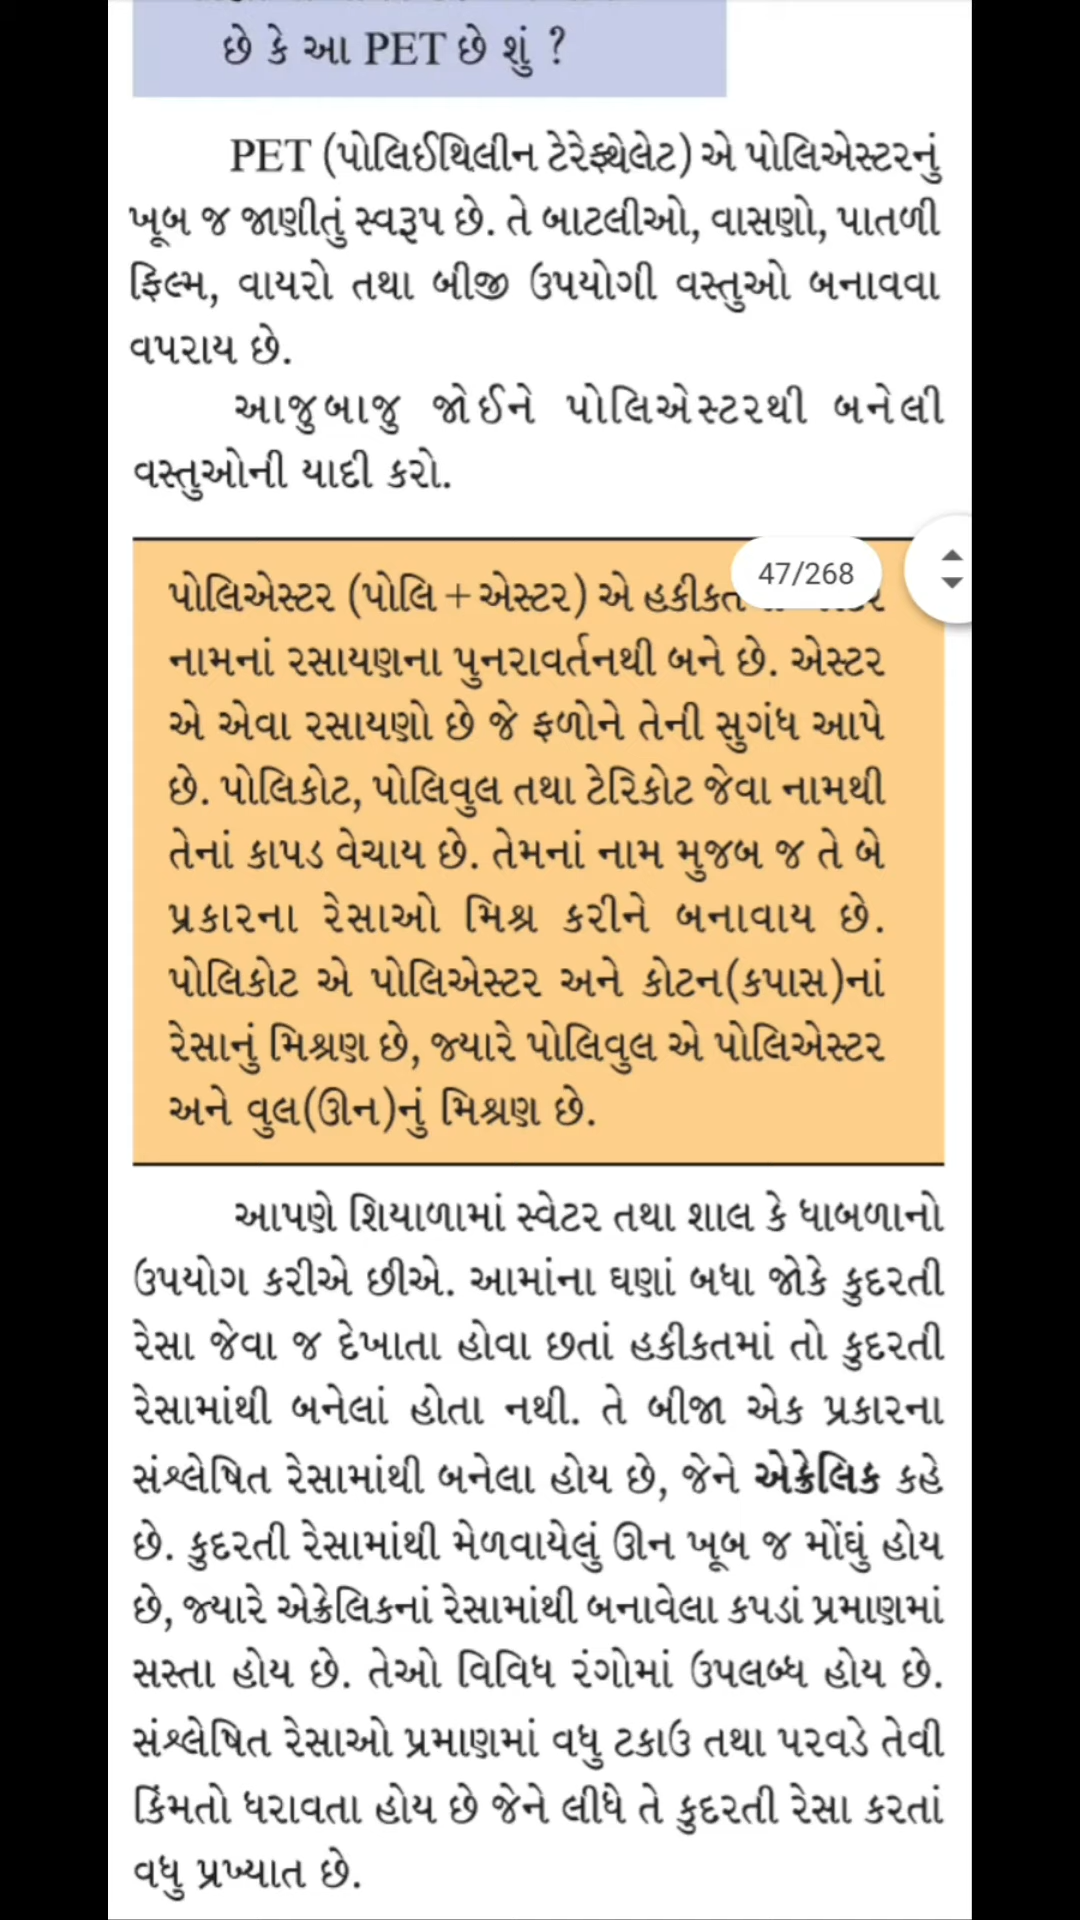 છે કે આ PET છે શું ?
PET (પોલિઈથિલીન ટેરેફ્થેલેટ) એ પોલિએસ્ટરનું
ખૂબ જ જાણીતું સ્વરૂપ છે. તે બાટલીઓ, વાસણો, પાતળી
ફિલ્મ, વાયરો તથા બીજી ઉપયોગી વસ્તુઓ બનાવવા
વપરાય છે.
આજુબાજુ જોઈને પોલિએસ્ટરથી બનેલી
વસ્તુઓની યાદી કરો.
47/268
પોલિએસ્ટર (પોલિ + એસ્ટર) એ હકીકત
નામનાં રસાયણના પુનરાવર્તનથી બને છે. એસ્ટર
એ એવા રસાયણો છે જે ફળોને તેની સુગંધ આપે
છે. પોલિકોટ, પોલિવુલ તથા ટેરિકોટ જેવા નામથી
તેનાં કાપડ વેચાય છે. તેમનાં નામ મુજબ જ તે બે
પ્રકારના રેસાઓ મિશ્ર કરીને બનાવાય છે.
પોલિકોટ એ પોલિએસ્ટર અને કોટન(કપાસ)નાં
રેસાનું મિશ્રણ છે, જ્યારે પોલિવુલ એ પોલિએસ્ટર
અને વુલ(ઊન)નું મિશ્રણ છે.
આપણે શિયાળામાં સ્વેટર તથા શાલ કે ધાબળાનો
ઉપયોગ કરીએ છીએ. આમાંના ઘણાં બધા જોકે કુદરતી
રેસા જેવા જ દેખાતા હોવા છતાં હકીકતમાં તો કુદરતી
રેસામાંથી બનેલાં હોતા નથી. તે બીજા એક પ્રકારના
સંશ્લેષિત રેસામાંથી બનેલા હોય છે, જેને એક્રેલિક કહે
છે. કુદરતી રેસામાંથી મેળવાયેલું ઊન ખૂબ જ મોંઘું હોય
છે, જ્યારે એક્રેલિકનાં રેસામાંથી બનાવેલા કપડાં પ્રમાણમાં
સસ્તા હોય છે. તેઓ વિવિધ રંગોમાં ઉપલબ્ધ હોય છે.
સંશ્લેષિત રેસાઓ પ્રમાણમાં વધુ ટકાઉ તથા પરવડે તેવી
કિંમતો ધરાવતા હોય છે જેને લીધે તે કુદરતી રેસા કરતાં
વધુ પ્રખ્યાત છે.